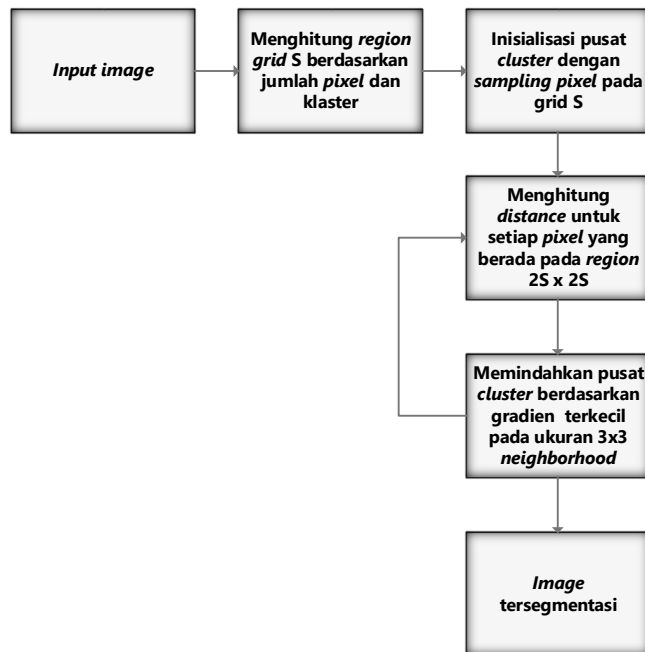 Input image
Menghitung region
grid S berdasarkan
jumlah pixel dan
klaster
Inisialisasi pusat
cluster dengan
sampling pixel pada
grid S
Menghitung
distance untuk
setiap pixel yang
berada pada region
2S x 2S
Memindahkan pusat
cluster berdasarkan
gradien terkecil
pada ukuran 3x3
neighborhood
Image
tersegmentasi